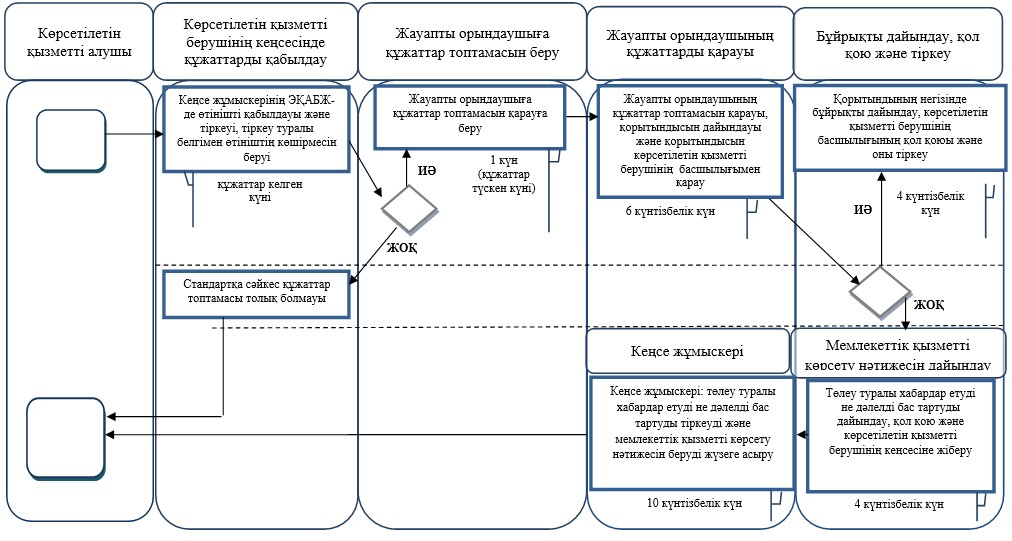 Көрсетілетін
қызметті алушы
Көрсетілетін қызметті
берушінің кеңсесінде
құжаттарды қабылдау
Жауапты орындаушыға
құжаттар топтамасын беру
Жауапты орындаушының
құжаттарды қарауы
Бұйрықты дайындау, қол
қою және тіркеу
Кеңсе жұмыскерінің ЭҚАБЖ-
де өтінішті қабылдауы және
тіркеуі, тіркеу туралы
белгімен өтініштің көшірмесін
беруі
құжаттар келген
күні
Жауапты орындаушыға
құжаттар топтамасын қарауға
беру
ИӘ
1 күн
(құжаттар
түскен күні)
ЖОҚ
Жауапты орындаушының
құжаттар топтамасын қарауы,
қорытындысын дайындауы
және қорытындысын
көрсетілетін қызметті
берушінің басшылығымен
қарау
6 күнтізбелік күн
Қорытындының негізінде
бұйрықты дайындау, көрсетілетін
қызметті берушінің
басшылығының қол қоюы және
оны тіркеу
ИӘ
4 күнтізбелік
күн
ЖОҚ
Стандартқа сәйкес құжаттар
топтамасы толық болмауы
Кеңсе жұмыскері
Мемлекеттік қызметті
көрсету нәтижесін дайындау
Кеңсе жұмыскері: төлеу туралы
хабардар етуді не дәлелді бас
тартуды тіркеуді және
мемлекеттік қызметті көрсету
нәтижесін беруді жүзеге асыру
10 күнтізбелік күн
Төлеу туралы хабардар етуді
не дәлелді бас тартуды
дайындау, қол қою және
көрсетілетін қызметті
берушінің кеңсесіне жіберу
4 күнтізбелік күн